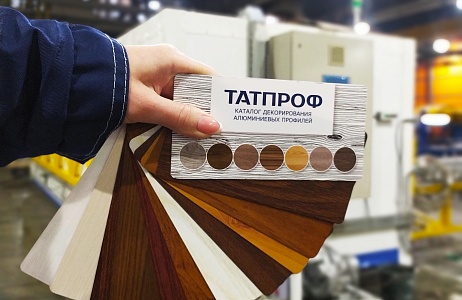 ТАТПРОФ
КАТАЛОГ ДЕКОРИРОВАНИЯ
АЛЮМИНИЕВЫХ ПРОФИЛЕЙ